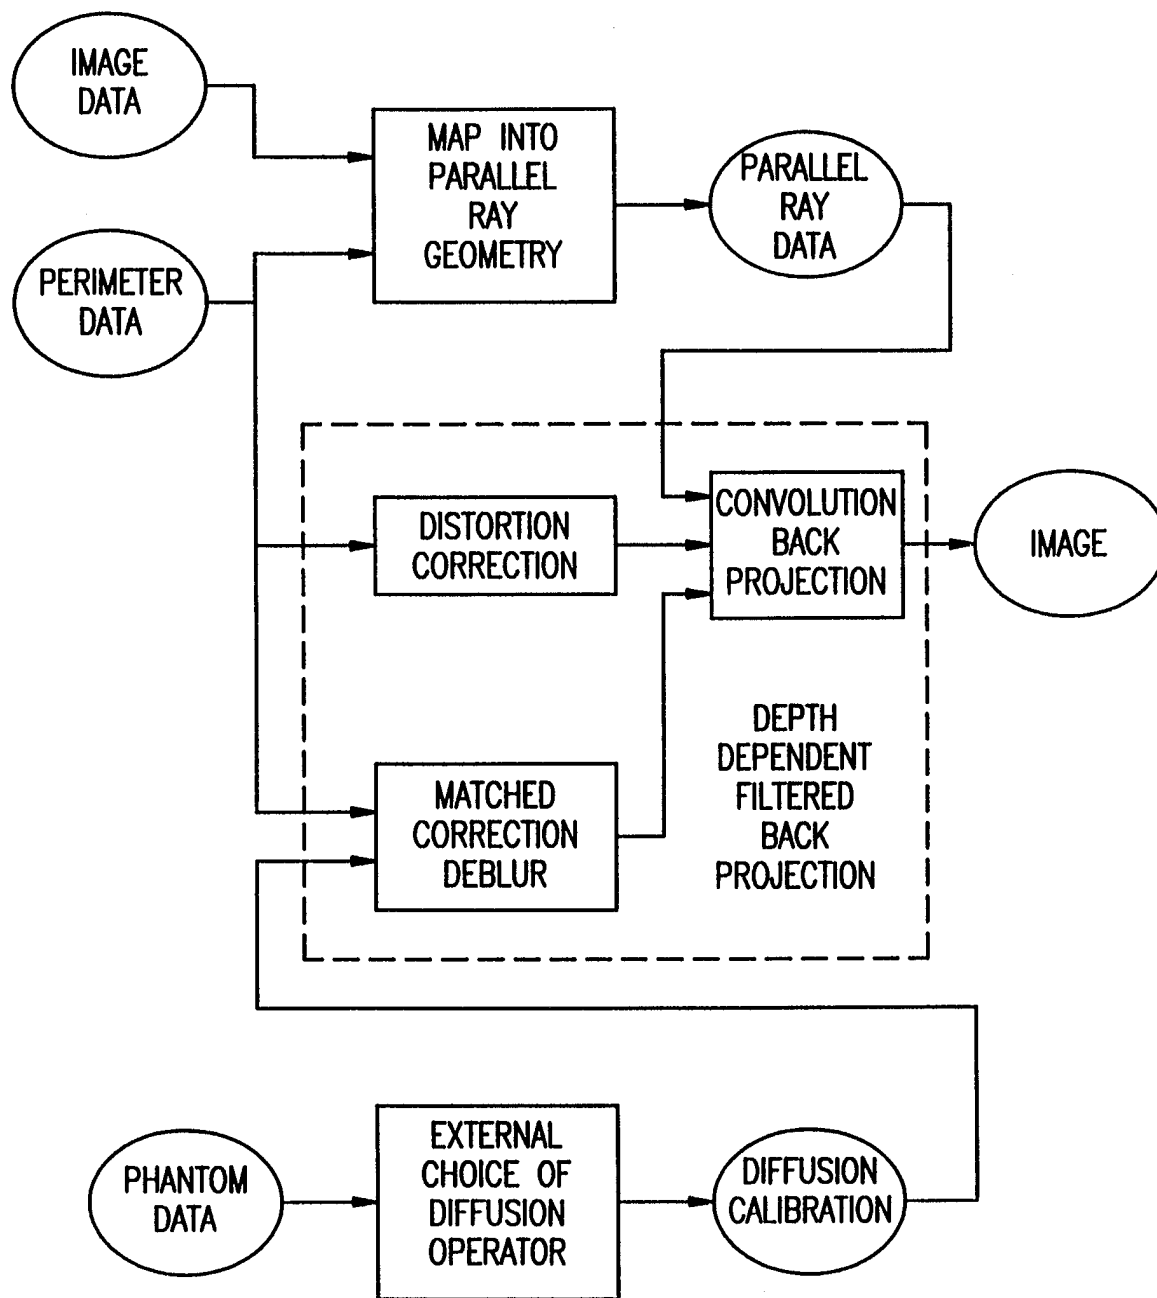 IMAGE
DATA
MAP INTO
PARALLEL
RAY
GEOMETRY
PARALLEL
RAY
DATA
PERIMETER
DATA
DISTORTION
CORRECTION
CONVOLUTION
BACK
PROJECTION
IMAGE
MATCHED
CORRECTION
DEBLUR
DEPTH
DEPENDENT
FILTERED
BACK
PROJECTION
PHANTOM
DATA
EXTERNAL
CHOICE OF
DIFFUSION
OPERATOR
DIFFUSION
CALIBRATION